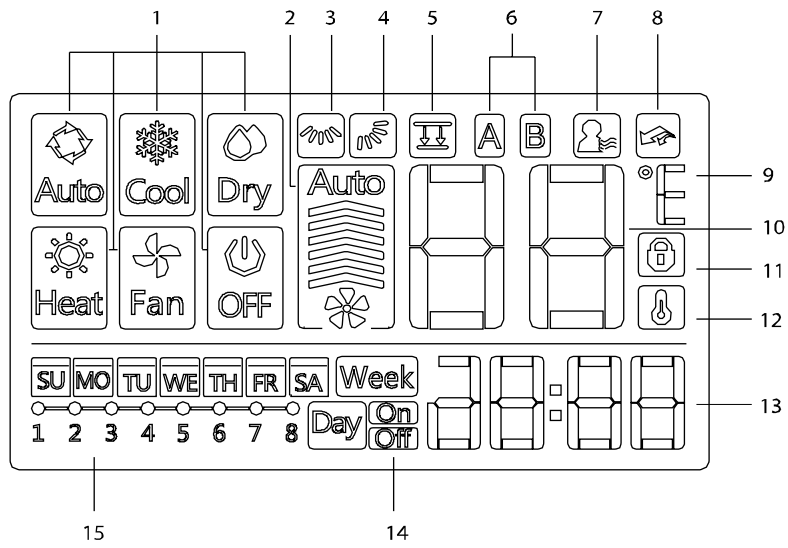 1 2 3 4 5 6 7 8
A B
Auto Cool Dry Auto
9
10
Heat Fan OFF
11
12
SU MO TU WE TH FR SA Week
Day On
Off
13
1 2 3 4 5 6 7 8
15 14